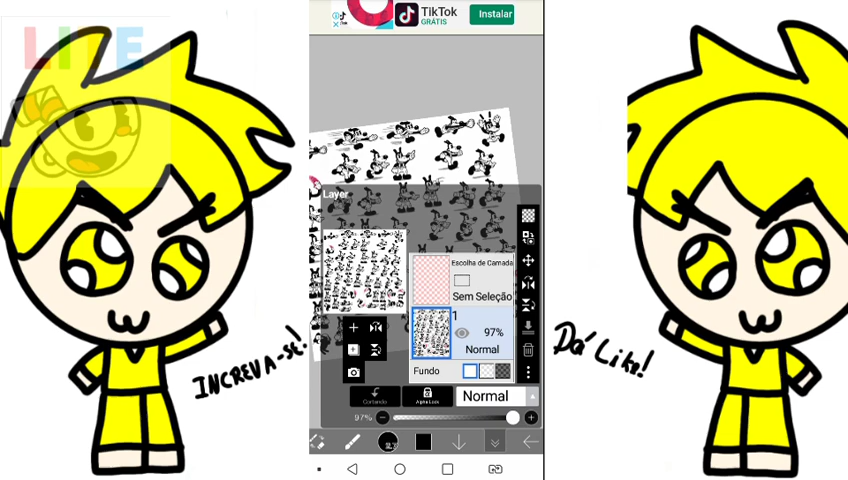 LITE
TikTok
GRÁTIS
Instalar
Layer
Escolha de Camada
Sem Seleção
1
97%
Normal
Fundo
Cortando
Alpha Lock
Normal
97%
INCREVA-SE!
Dá Like!